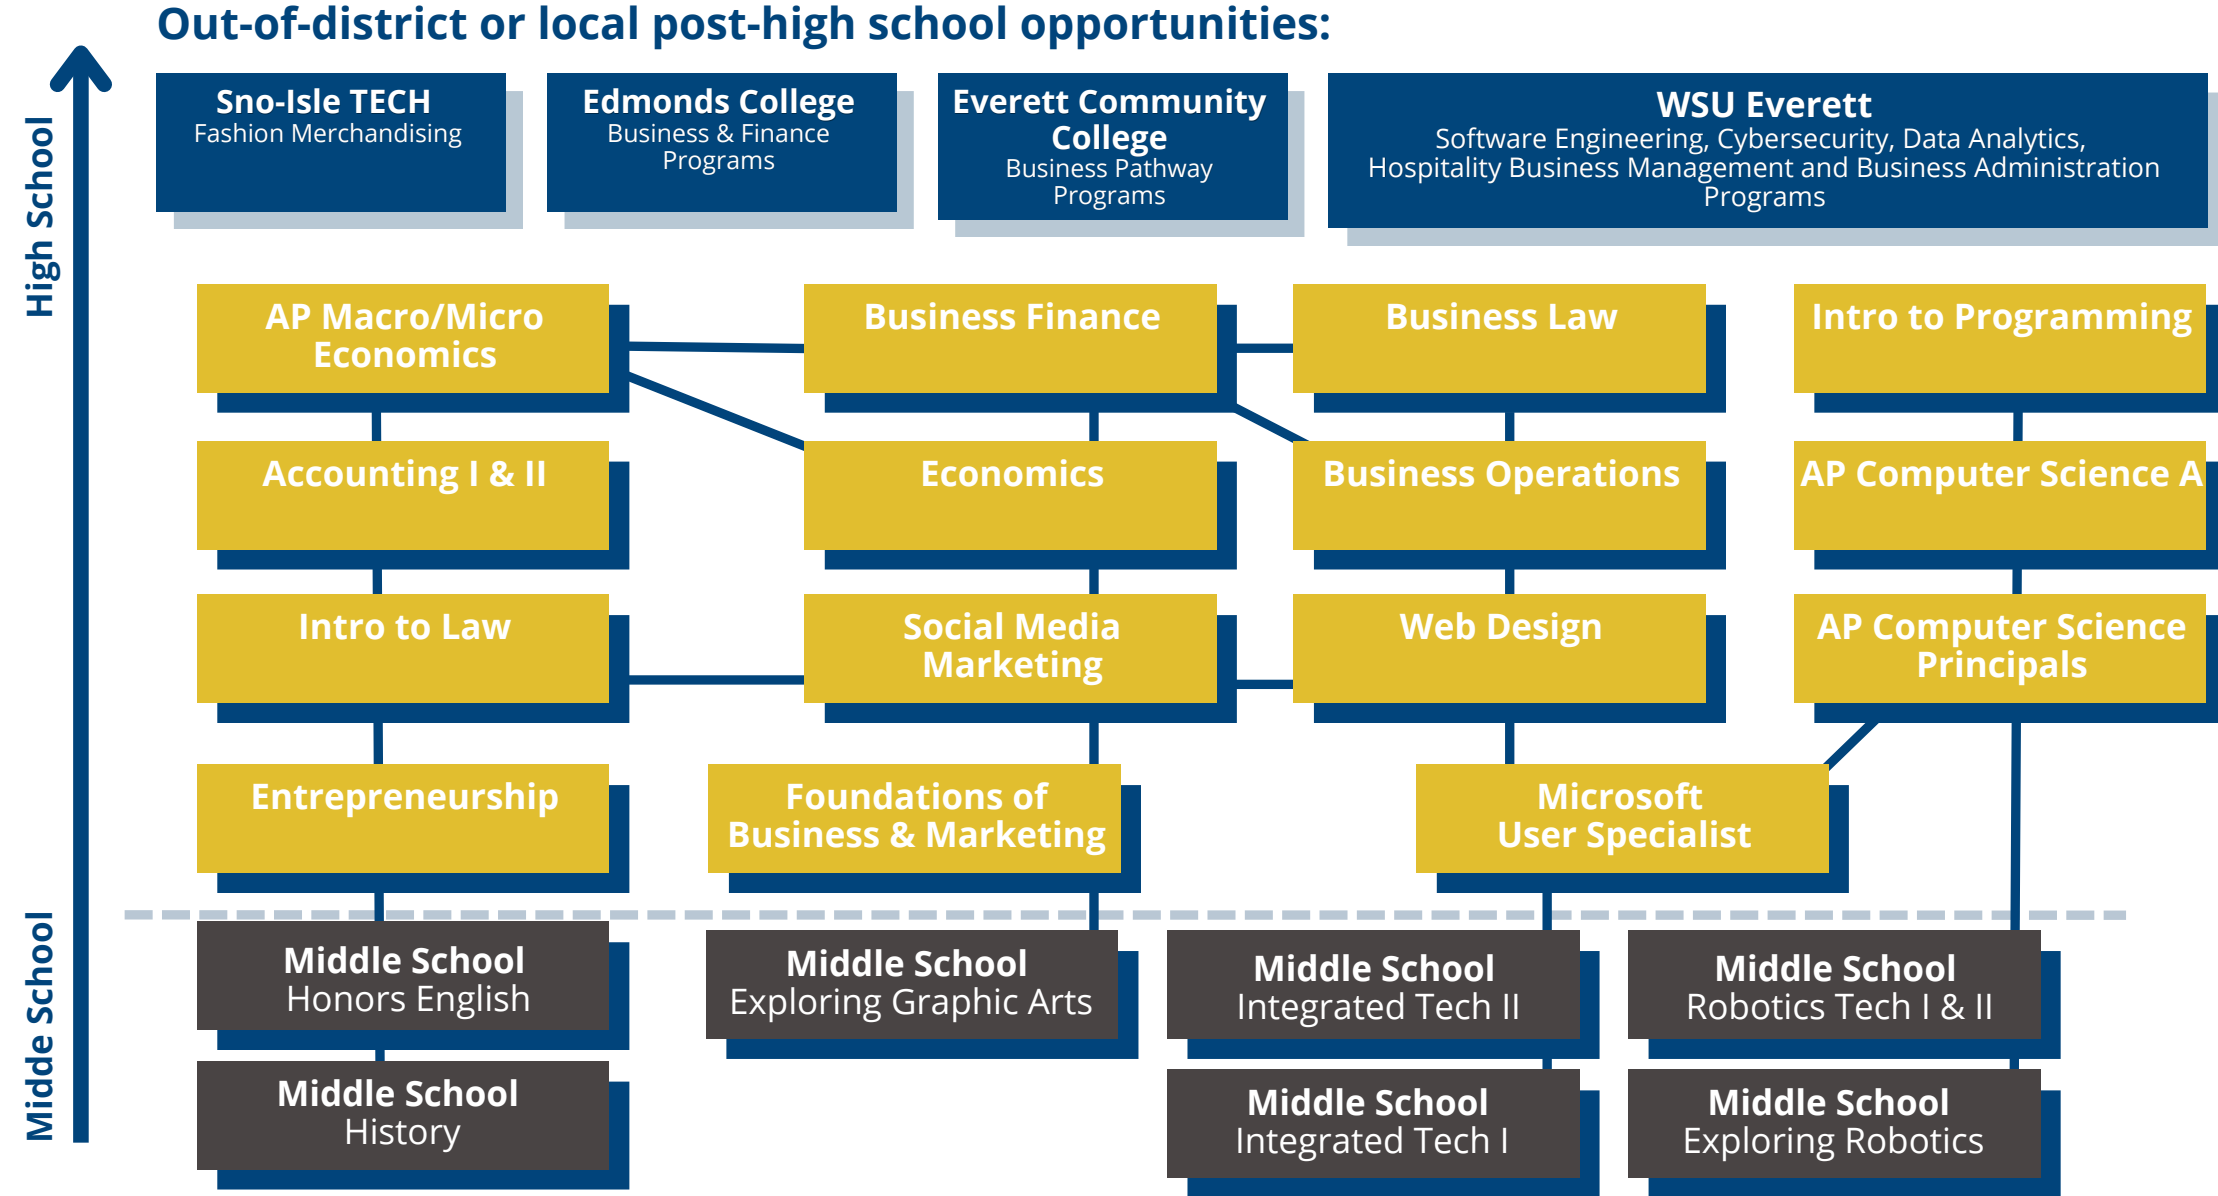 Out-of-district or local post-high school opportunities:
High School
Sno-Isle TECH
Fashion Merchandising
Edmonds College
Business & Finance
Programs
Everett Community
College
Business Pathway
Programs
WSU Everett
Software Engineering, Cybersecurity, Data Analytics,
Hospitality Business Management and Business Administration
Programs
AP Macro/Micro
Economics
Business Finance
Business Law
Intro to Programming
Accounting I & II
Economics
Business Operations
AP Computer Science A
Intro to Law
Social Media
Marketing
Web Design
AP Computer Science
Principals
Entrepreneurship
Foundations of
Business & Marketing
Microsoft
User Specialist
Midde School
Middle School
Honors English
Middle School
Exploring Graphic Arts
Middle School
Integrated Tech II
Middle School
Robotics Tech I & II
Middle School
History
Middle School
Integrated Tech I
Middle School
Exploring Robotics